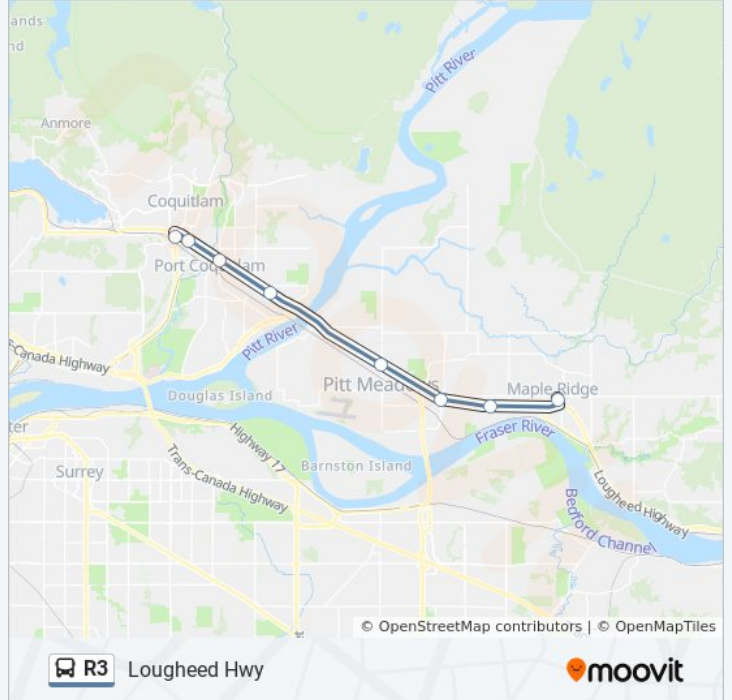 ands
nd
Pitt River
Anmore
Coquitlam
Port Coquitlam
Pitt River
-Canada Highway
Pitt Meadows
Maple Ridge
Douglas Island
ter
Fraser River
Highway 17
Barnston Island
Surrey
Trans-Canada Highway
Lougheed Highway
Bedford Channel
© OpenStreetMap contributors | © OpenMapTiles
R3 Lougheed Hwy
moovit